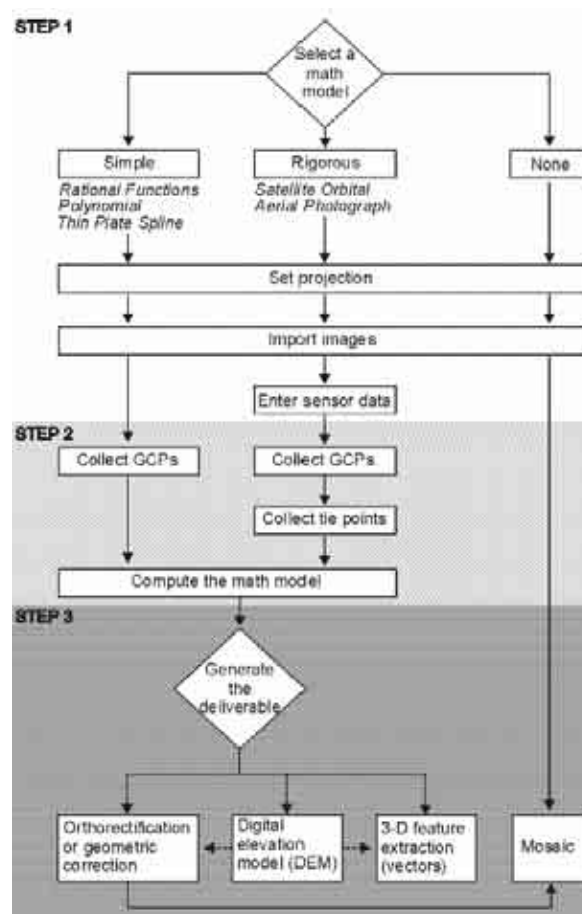 STEP 1
Select a
math
model
Simple
Rigorous
None
Rational Functions
Polynomial
Thin Plate Spline
Satellite Orbital
Aerial Photograph
Set projection
Import images
Enter sensor data
STEP 2
Collect GCPs
Collect GCPs
Collect tie points
Compute the math model
STEP 3
Generate
the
deliverable
Orthorectification
or geometric
correction
Digital
elevation
model (DEM)
3-D feature
extraction
(vectors)
Mosaic